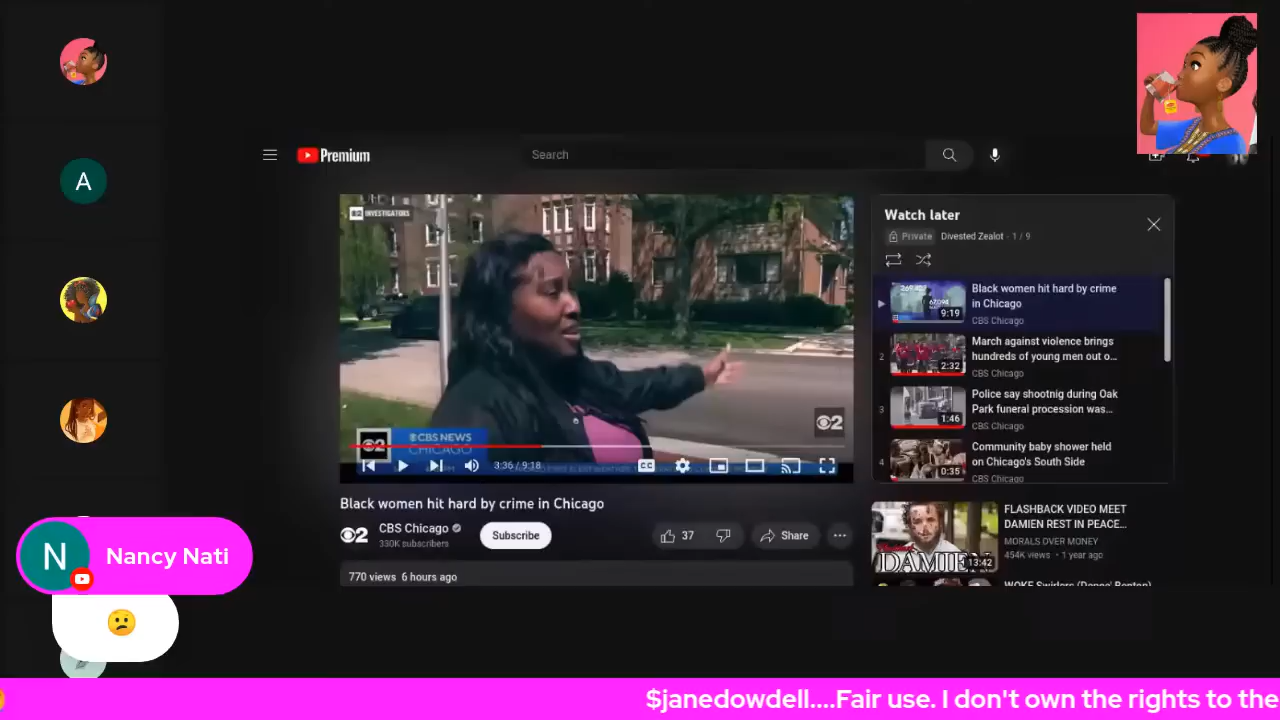 Premium
Search
A
INVESTIGATORS
CBS NEWS
CHICAGO
3:36 / 9:18
CC
Black women hit hard by crime in Chicago
CBS Chicago
330K subscribers
Subscribe
37
Share
770 views 6 hours ago
Watch later
Private
Divested Zealot - 1 / 9
9:19
Black women hit hard by crime
in Chicago
CBS Chicago
2
2:32
March against violence brings
hundreds of young men out o...
CBS Chicago
3
1:46
Police say shootnig during Oak
Park funeral procession was...
CBS Chicago
4
0:35
Community baby shower held
on Chicago's South Side
CBS Chicago
DAMIEN
13:42
FLASHBACK VIDEO MEET
DAMIEN REST IN PEACE...
MORALS OVER MONEY
454K views • 1 year ago
N
Nancy Nati
$janedowdell....Fair use. I don't own the rights to the